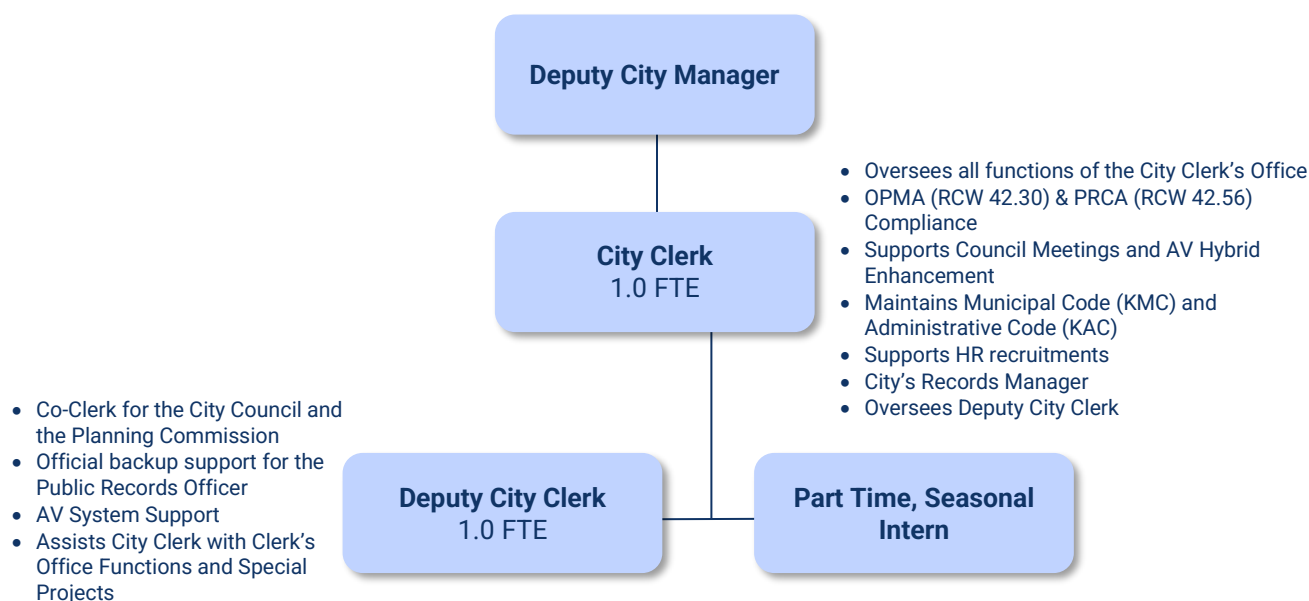 Deputy City Manager
City Clerk
1.0 FTE
• Oversees all functions of the City Clerk’s Office
• OPMA (RCW 42.30) & PRCA (RCW 42.56)
Compliance
• Supports Council Meetings and AV Hybrid
Enhancement
• Maintains Municipal Code (KMC) and
Administrative Code (KAC)
• Supports HR recruitments
• City’s Records Manager
• Oversees Deputy City Clerk
• Co-Clerk for the City Council and
the Planning Commission
• Official backup support for the
Public Records Officer
• AV System Support
• Assists City Clerk with Clerk’s
Office Functions and Special
Projects
Deputy City Clerk
1.0 FTE
Part Time, Seasonal
Intern